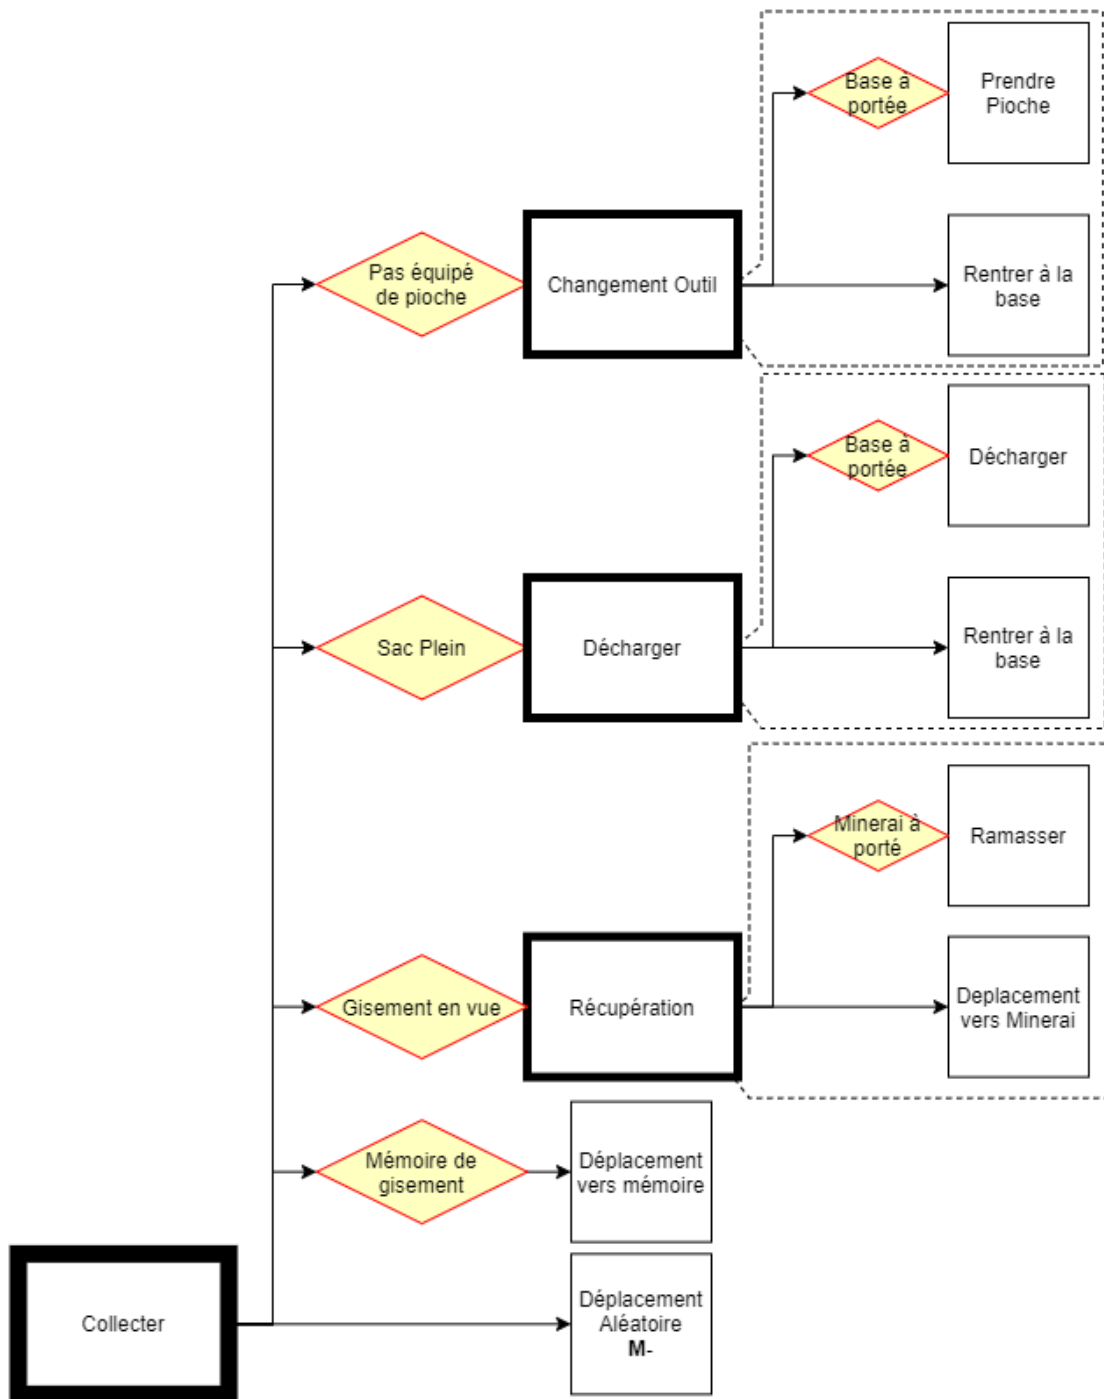 Base à
portée
Prendre
Pioche
Pas équipé
de pioche
Changement Outil
Rentrer à la
base
Base à
portée
Décharger
Sac Plein
Décharger
Rentrer à la
base
Minerai à
porté
Ramasser
Gisement en vue
Récupération
Deplacement
vers Minerai
Mémoire de
gisement
Déplacement
vers mémoire
Collecter
Déplacement
Aléatoire
M-